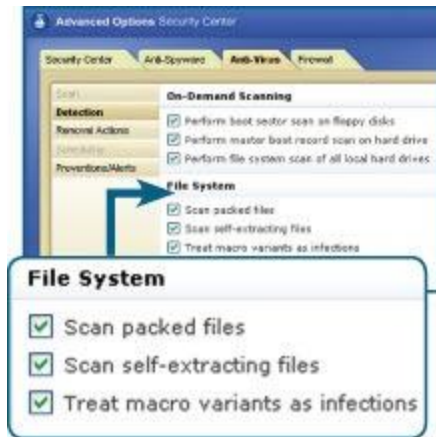 Advanced Options Security Center
Security Center Anti-Spyware Anti-Virus Firewall
Scan
Detection
Removal Actions
Scheduling
Preventions/Alerts
On-Demand Scanning
Perform boot sector scan on floppy disks
Perform master boot record scan on hard drive
Perform file system scan of all local hard drives
File System
Scan packed files
Scan self-extracting files
Treat macro variants as infections
File System
Scan packed files
Scan self-extracting files
Treat macro variants as infections